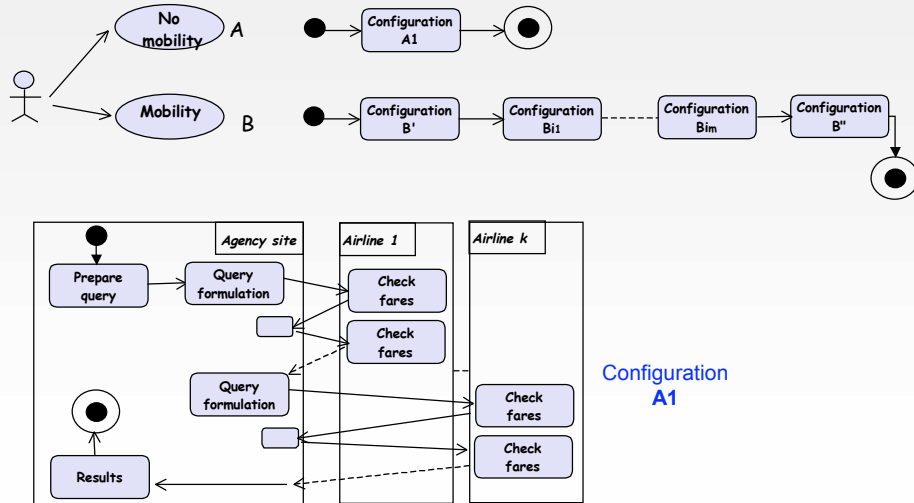 No
mobility
A
Configuration
A1
Mobility
B
Configuration
B'
Configuration
Bi1
Configuration
Bim
Configuration
B"
Agency site
Airline 1
Airline k
Prepare
query
Query
formulation
Check
fares
Check
fares
Query
formulation
Check
fares
Check
fares
Results
Configuration
A1